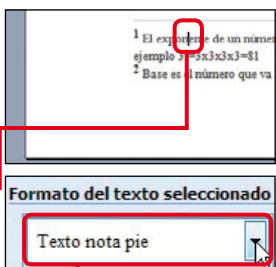 1 El exponente de un númer
ejemplo 3⁴=3x3x3x3=81
2 Base es el número que va
Formato del texto seleccionado
Texto nota pie